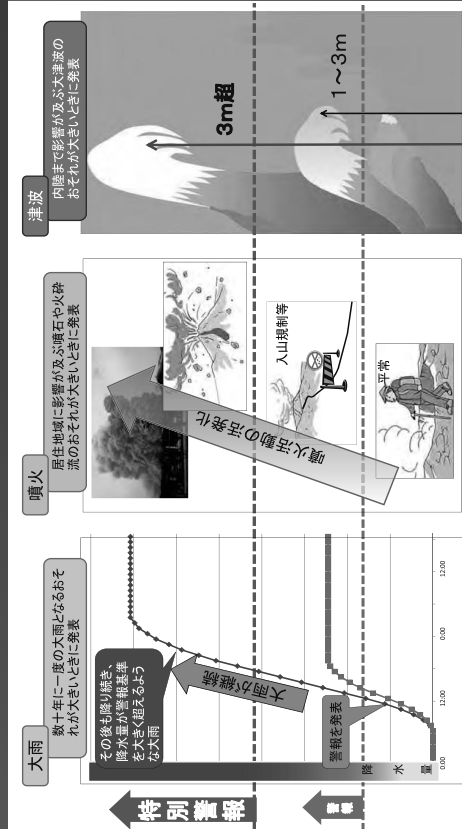 大雨
数十年に一度の大雨となるおそ
れが大きいときに発表
その後も降り続き、
降水量が警報基準
を大きく超えるよう
な大雨
大雨が継続
警報を発表
降水量
0:00
12:00
0:00
12:00
特別警報
警報
噴火
居住地域に影響が及ぶ噴石や火砕
流のおそれが大きいときに発表
噴火活動の活発化
入山規制等
平常
津波
内陸まで影響が及ぶ大津波の
おそれが大きいときに発表
3m超
1～3m